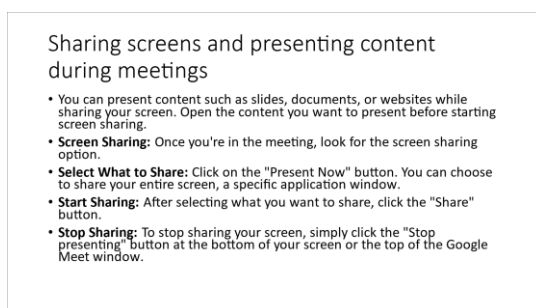 Sharing screens and presenting content
during meetings
• You can present content such as slides, documents, or websites while
sharing your screen. Open the content you want to present before starting
screen sharing.
• Screen Sharing: Once you're in the meeting, look for the screen sharing
option.
• Select What to Share: Click on the "Present Now" button. You can choose
to share your entire screen, a specific application window.
• Start Sharing: After selecting what you want to share, click the "Share"
button.
• Stop Sharing: To stop sharing your screen, simply click the "Stop
presenting" button at the bottom of your screen or the top of the Google
Meet window.